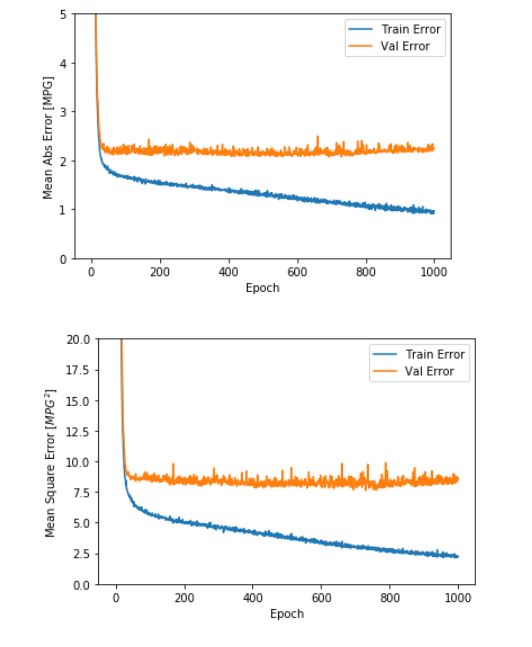 5
4
3
2
1
0
Mean Abs Error [MPG]
Train Error
Val Error
0 200 400 600 800 1000
Epoch
20.0
17.5
15.0
12.5
10.0
7.5
5.0
2.5
0.0
Mean Square Error [MPG²]
Train Error
Val Error
0 200 400 600 800 1000
Epoch